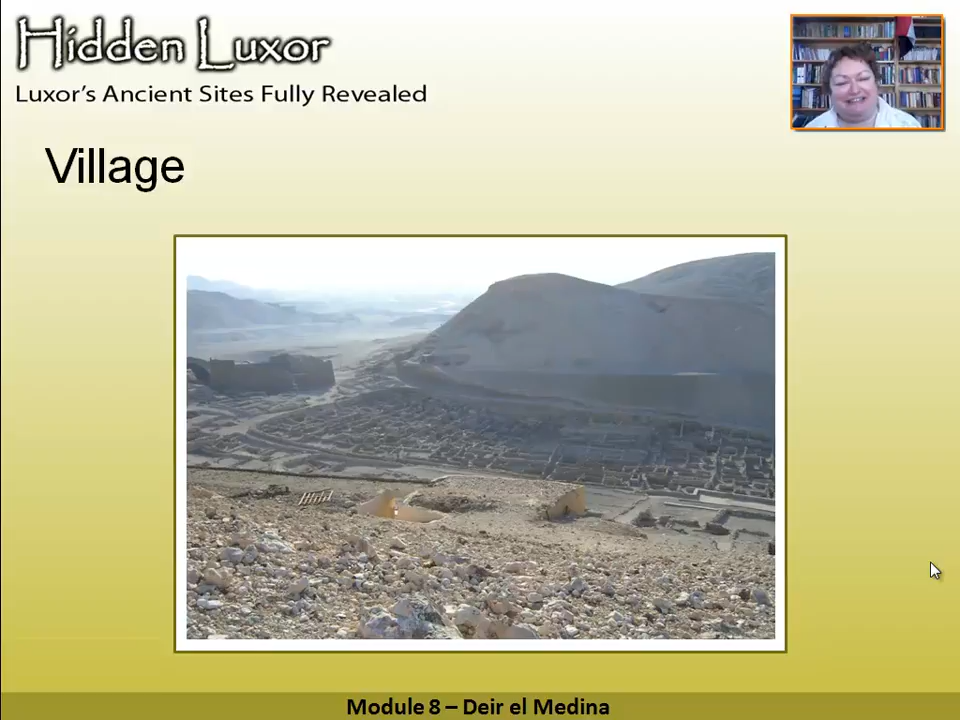 Hidden Luxor
Luxor's Ancient Sites Fully Revealed
Village
Module 8 – Deir el Medina